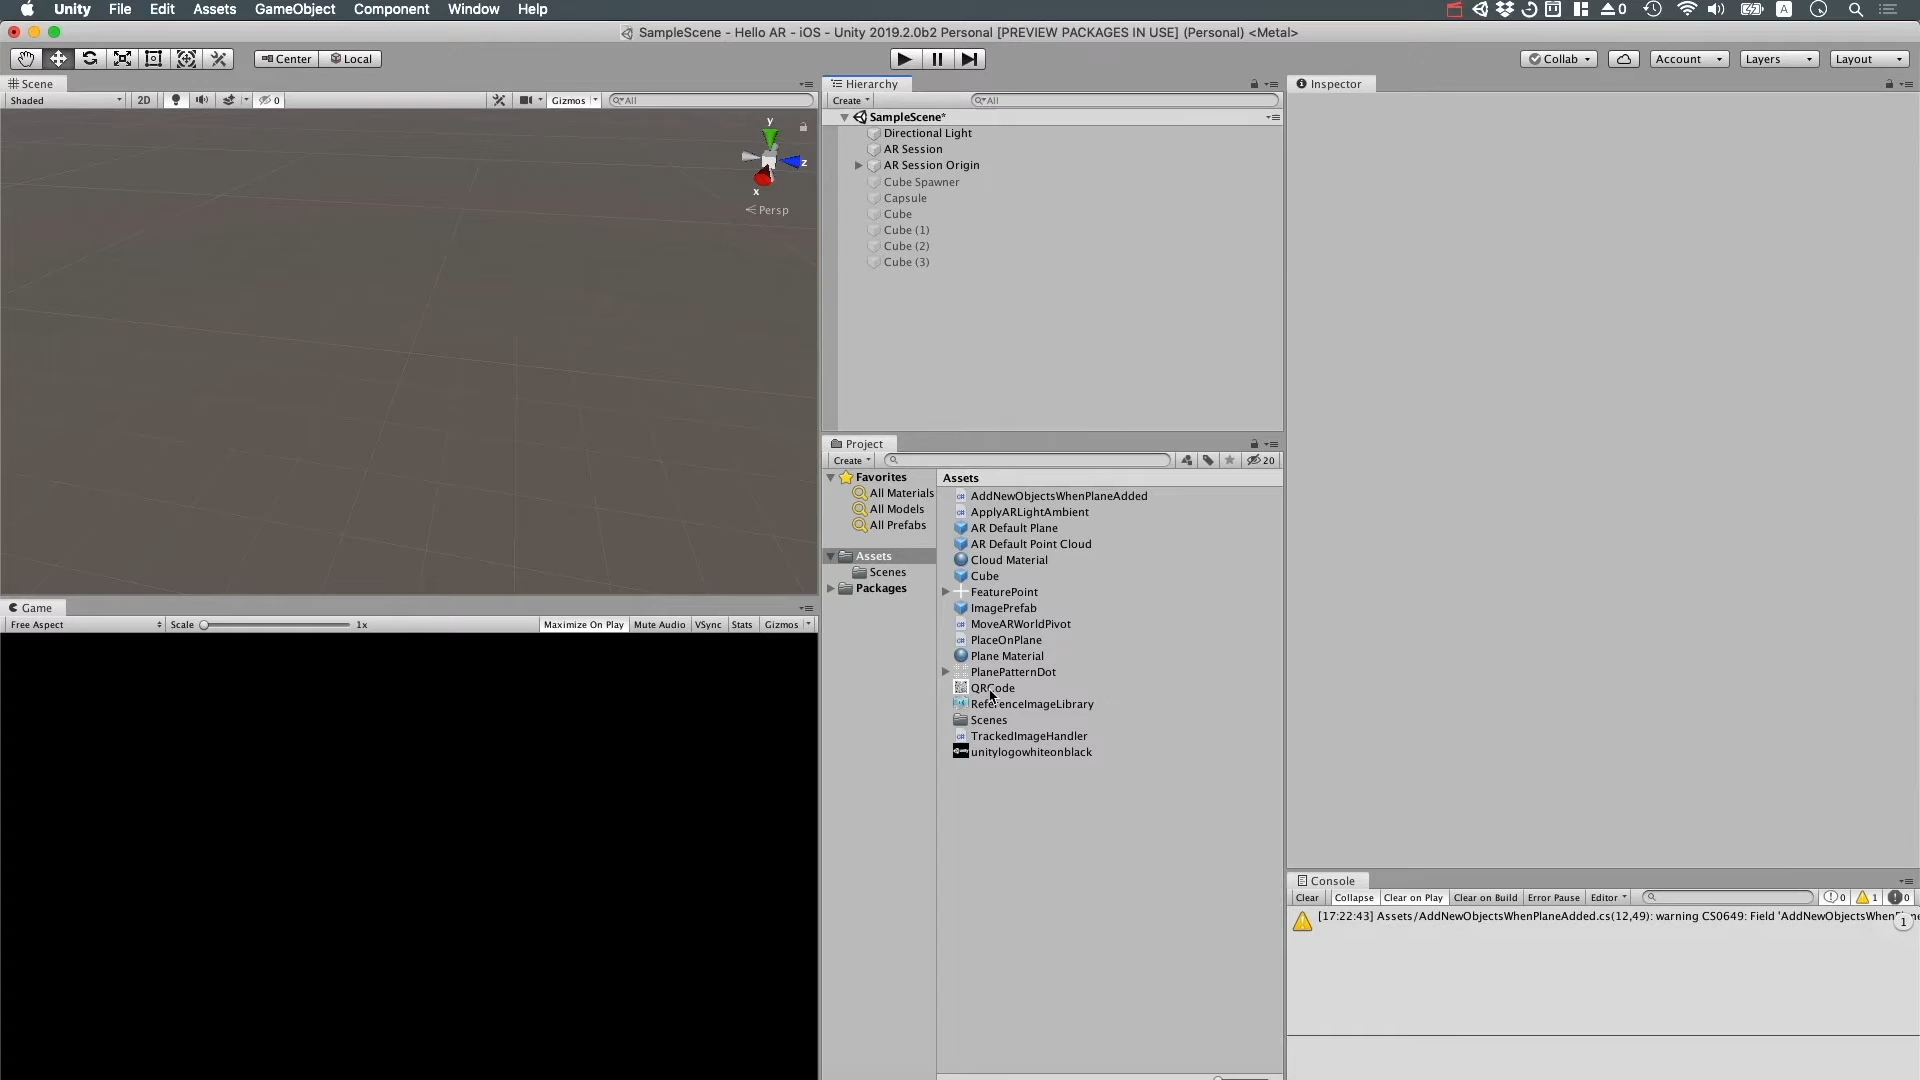 Unity File Edit Assets GameObject Component Window Help
0
A
SampleScene - Hello AR - iOS - Unity 2019.2.0b2 Personal [PREVIEW PACKAGES IN USE] (Personal) <Metal>
Center Local
Collab Account Layers Layout
Scene
Shaded 2D 0 Gizmos All
y
z
x
Persp
Hierarchy
Create All
SampleScene*
Directional Light
AR Session
AR Session Origin
Cube Spawner
Capsule
Cube
Cube (1)
Cube (2)
Cube (3)
Inspector
Game
Free Aspect Scale 1x Maximize On Play Mute Audio VSync Stats Gizmos
Project
Create 20
Favorites
All Materials
All Models
All Prefabs
Assets
Scenes
Packages
Assets
AddNewObjectsWhenPlaneAdded
ApplyARLightAmbient
AR Default Plane
AR Default Point Cloud
Cloud Material
Cube
FeaturePoint
ImagePrefab
MoveARWorldPivot
PlaceOnPlane
Plane Material
PlanePatternDot
QRCode
ReferenceImageLibrary
Scenes
TrackedImageHandler
unitylogowhiteonblack
Console
Clear Collapse Clear on Play Clear on Build Error Pause Editor 0 1 0
[17:22:43] Assets/AddNewObjectsWhenPlaneAdded.cs(12,49): warning CS0649: Field 'AddNewObjectsWhen
1